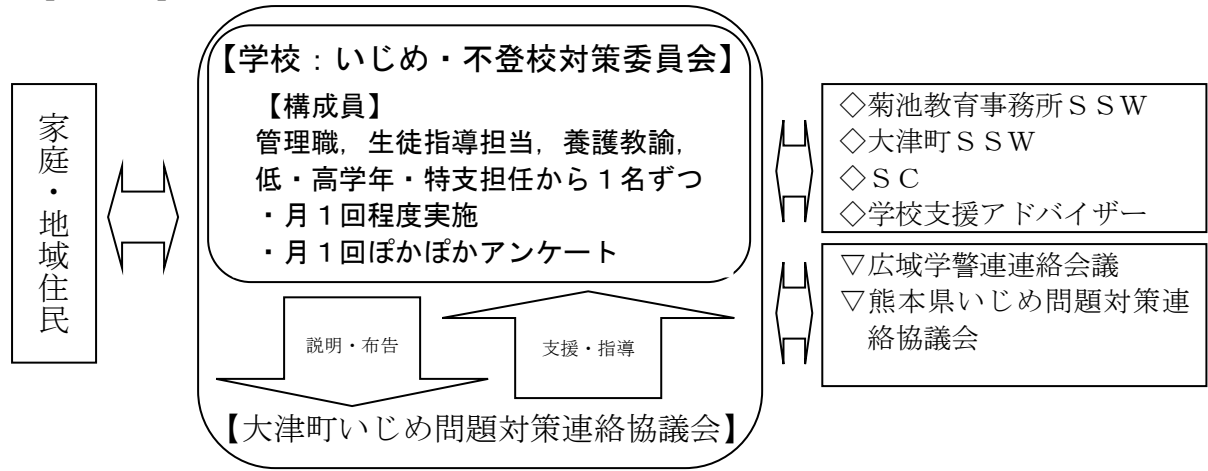 家庭・地域住民
【学校：いじめ・不登校対策委員会】
【構成員】
管理職，生徒指導担当，養護教諭，
低・高学年・特支担任から１名ずつ
・月１回程度実施
・月１回ぽかぽかアンケート
説明・布告
支援・指導
【大津町いじめ問題対策連絡協議会】
◇菊池教育事務所ＳＳＷ
◇大津町ＳＳＷ
◇ＳＣ
◇学校支援アドバイザー
▽広域学警連連絡会議
▽熊本県いじめ問題対策連
絡協議会